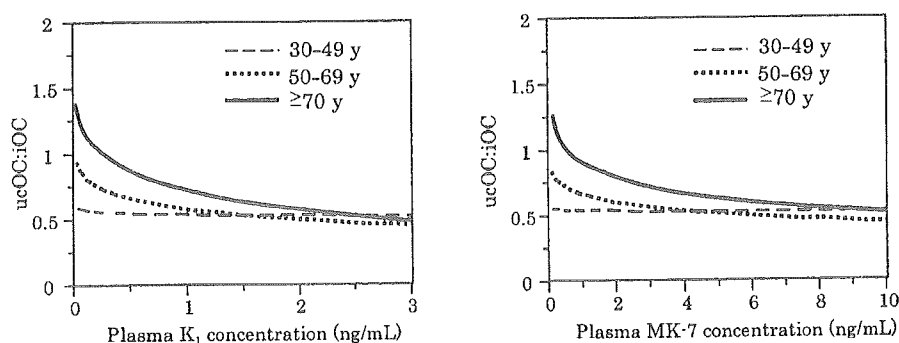 2
1.5
1
0.5
0
ucOC:iOC
30-49 y
50-69 y
≥70 y
0 1 2 3
Plasma K₁ concentration (ng/mL)
2
1.5
1
0.5
0
ucOC:iOC
30-49 y
50-69 y
≥70 y
0 2 4 6 8 10
Plasma MK-7 concentration (ng/mL)